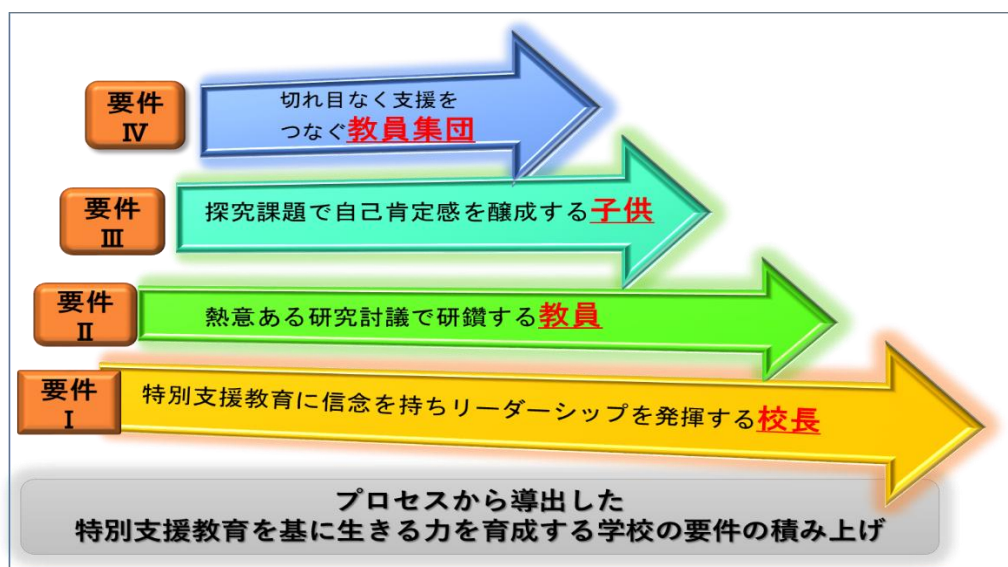 要件
Ⅳ
切れ目なく支援を
つなぐ教員集団
要件
Ⅲ
探究課題で自己肯定感を醸成する子供
要件
Ⅱ
熱意ある研究討議で研鑽する教員
要件
Ⅰ
特別支援教育に信念を持ちリーダーシップを発揮する校長
プロセスから導出した
特別支援教育を基に生きる力を育成する学校の要件の積み上げ